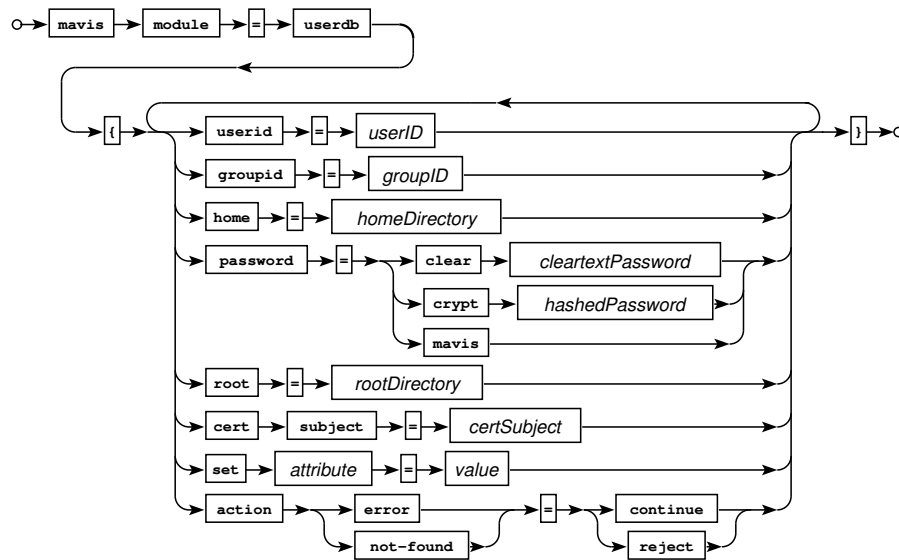 mavis module = userdb
{ userid = userID }
groupid = groupID
home = homeDirectory
password = clear cleartextPassword
crypt hashedPassword
mavis
root = rootDirectory
cert subject = certSubject
set attribute = value
action error = continue
not-found reject